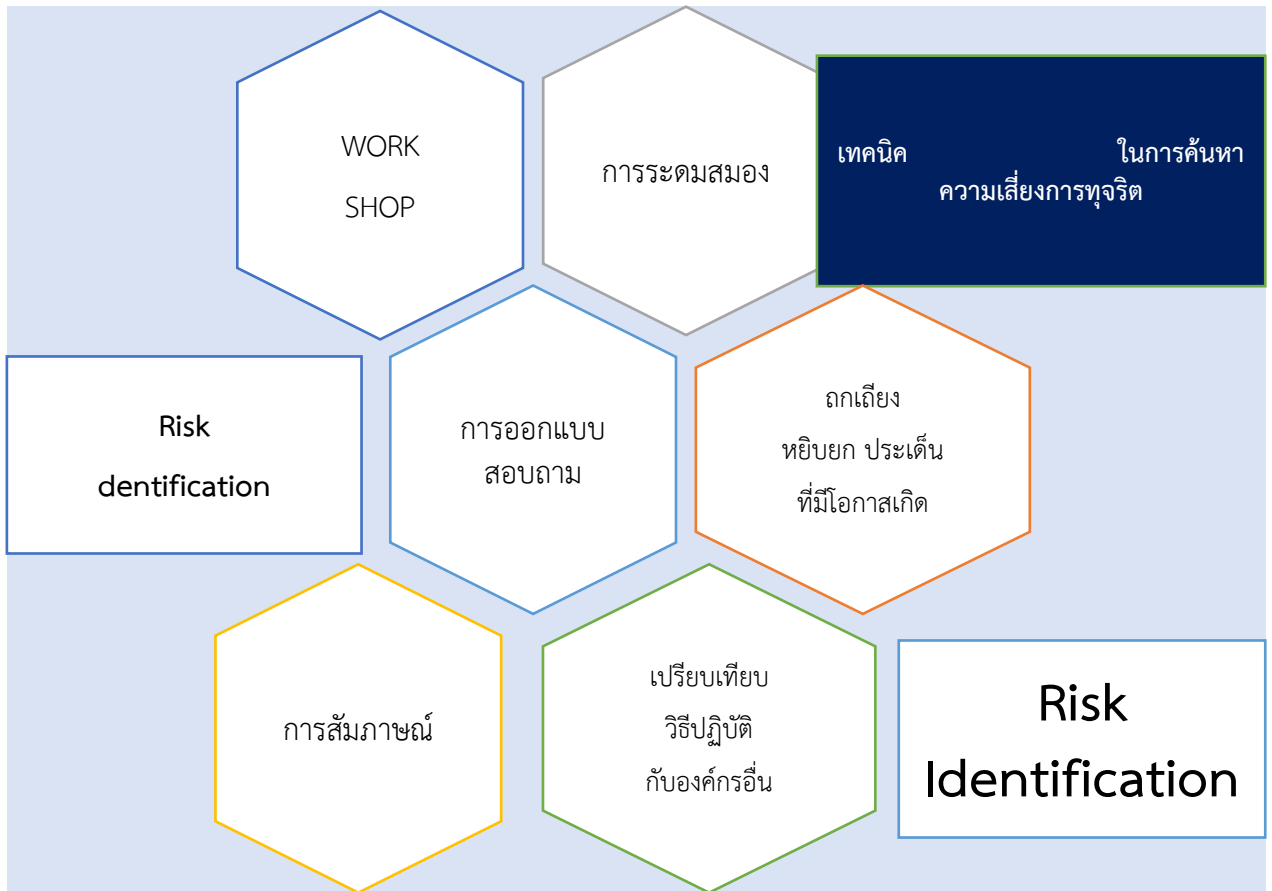 WORK
SHOP
การระดมสมอง
เทคนิค ในการค้นหา
ความเสี่ยงการทุจริต
Risk
dentification
การออกแบบ
สอบถาม
ถกเถียง
หยิบยก ประเด็น
ที่มีโอกาสเกิด
การสัมภาษณ์
เปรียบเทียบ
วิธีปฏิบัติ
กับองค์กรอื่น
Risk
Identification